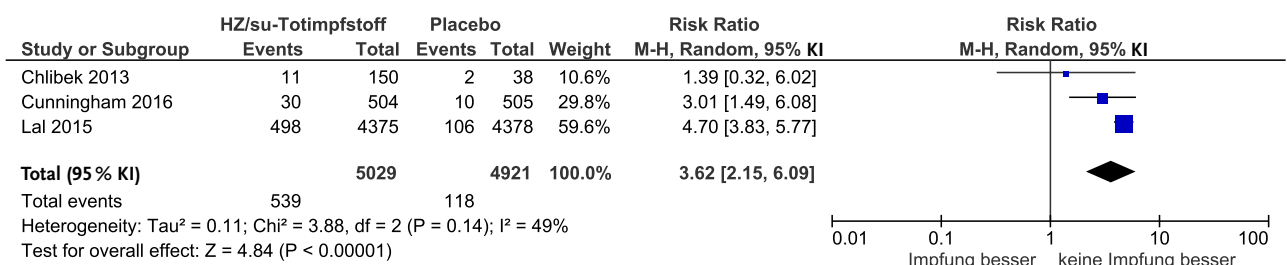 HZ/su-Totimpfstoff Placebo Risk Ratio Risk Ratio
Study or Subgroup Events Total Events Total Weight M-H, Random, 95% KI M-H, Random, 95% KI
Chlibek 2013 11 150 2 38 10.6% 1.39 [0.32, 6.02]
Cunningham 2016 30 504 10 505 29.8% 3.01 [1.49, 6.08]
Lal 2015 498 4375 106 4378 59.6% 4.70 [3.83, 5.77]
Total (95 % KI) 5029 4921 100.0% 3.62 [2.15, 6.09]
Total events 539 118
Heterogeneity: Tau² = 0.11; Chi² = 3.88, df = 2 (P = 0.14); I² = 49%
Test for overall effect: Z = 4.84 (P < 0.00001)
0.01 0.1 1 10 100
Impfung besser keine Impfung besser